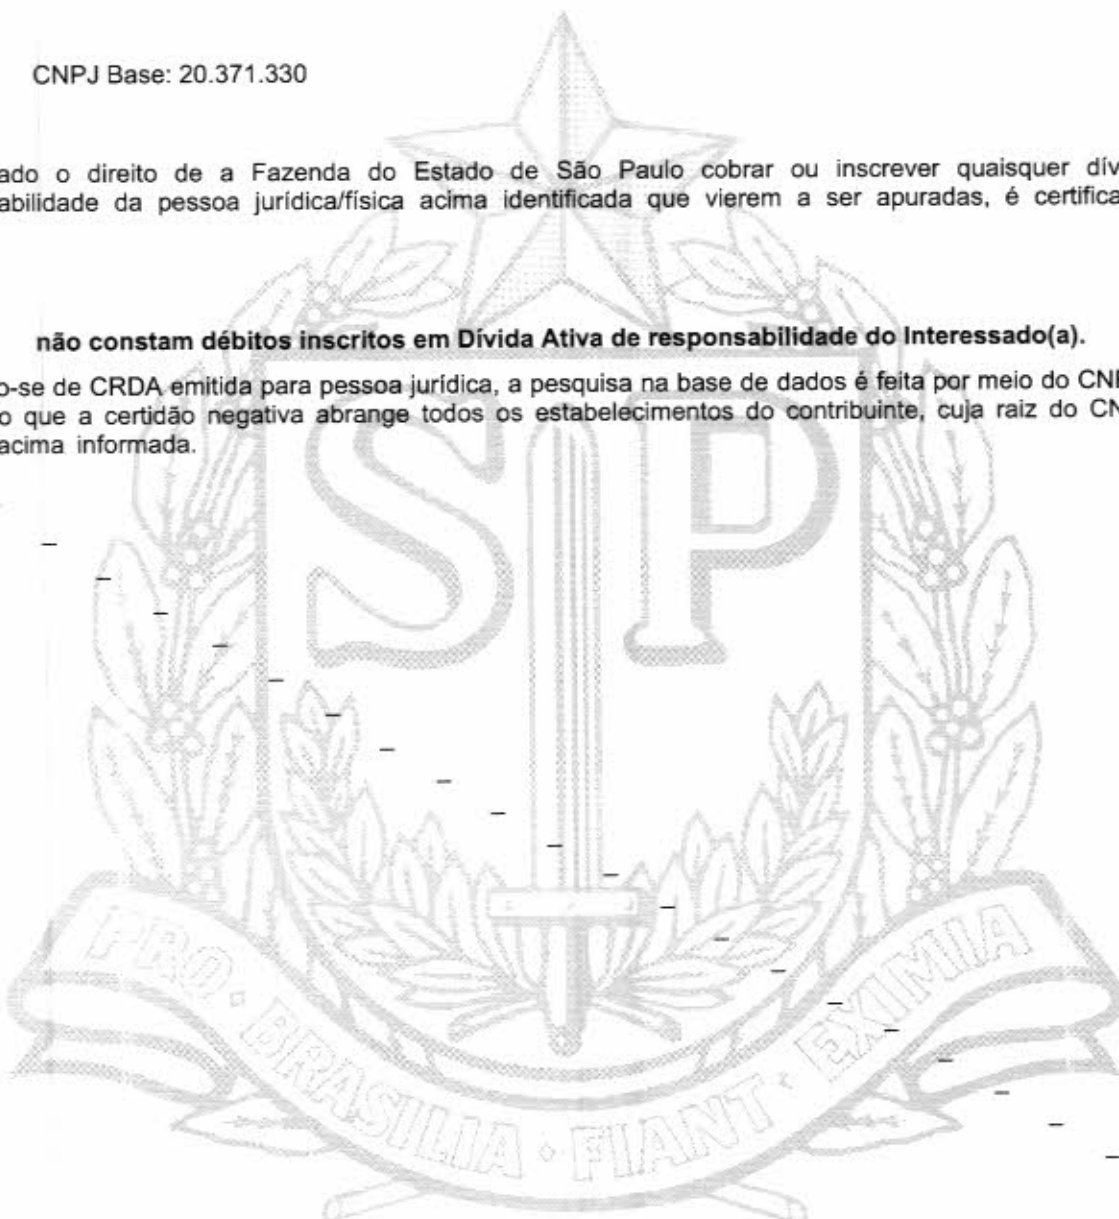 CNPJ Base: 20.371.330
ado o direito de a Fazenda do Estado de São Paulo cobrar ou inscrever quaisquer dív
abilidade da pessoa jurídica/física acima identificada que vierem a ser apuradas, é certifica
não constam débitos inscritos em Dívida Ativa de responsabilidade do Interessado(a).
o-se de CRDA emitida para pessoa jurídica, a pesquisa na base de dados é feita por meio do CN
o que a certidão negativa abrange todos os estabelecimentos do contribuinte, cuja raiz do CN
acima informada.
SP
PRO · BRASILIA · FIANT · EXIMIA